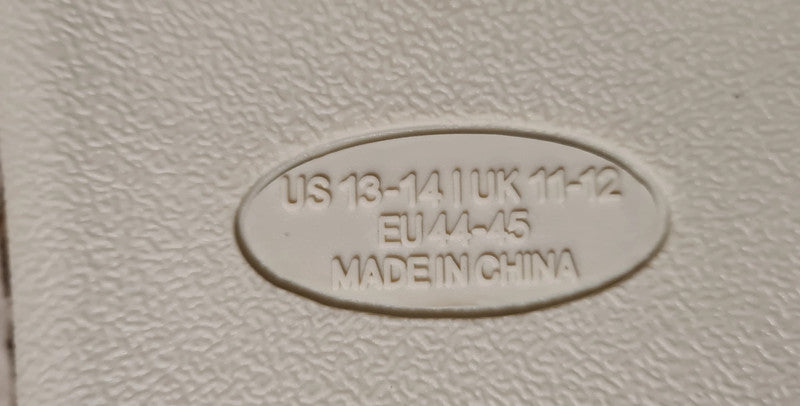 US 13-14 | UK 11-12
EU 44-45
MADE IN CHINA